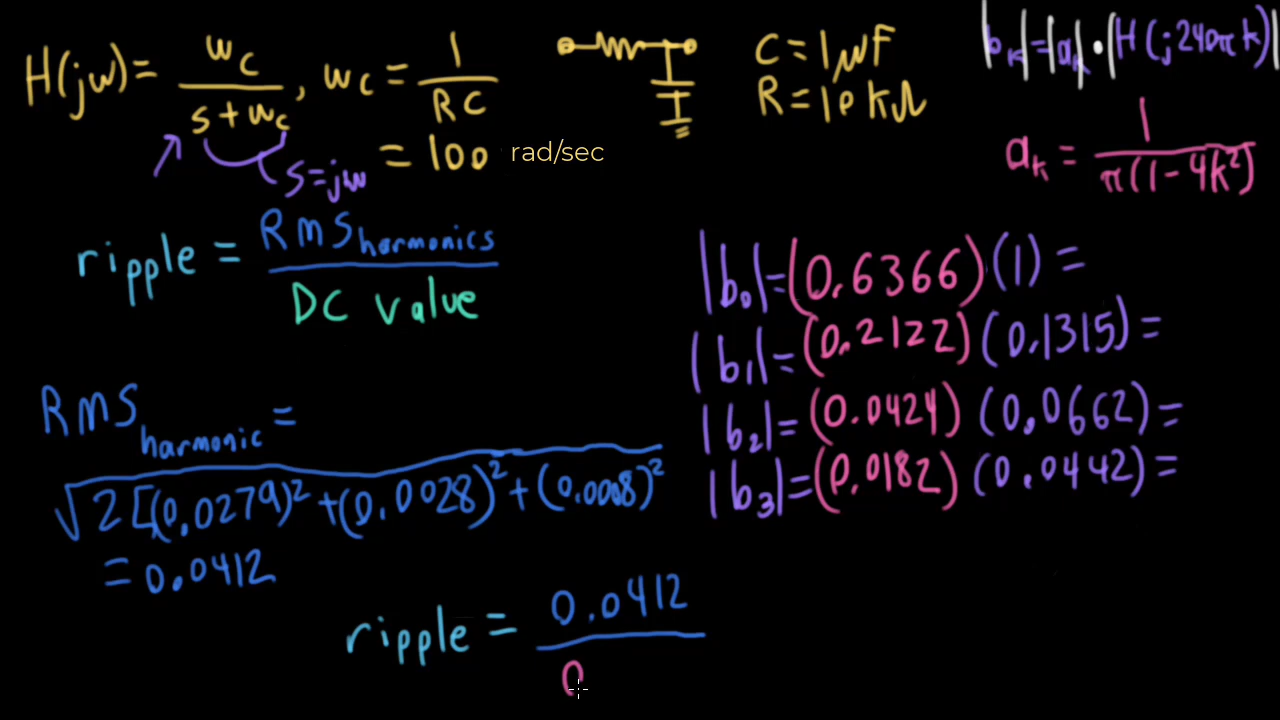 H(jw)= wc / s+wc , wc = 1 / RC
= 100 rad/sec
s=jw
C = 1μF
R = 10 kΩ
|bk|=|ak|·|H(j240πk)|
ak = 1 / π(1-4k²)
ripple = RMS harmonics / DC value
|b0|=(0.6366)(1)=
|b1|=(0.2122)(0.1315)=
|b2|=(0.0424)(0.0662)=
|b3|=(0.0182)(0.0442)=
RMS harmonic =
√2[(0.0279)²+(0.0028)²+(0.0008)²
= 0.0412
ripple = 0.0412 / 0